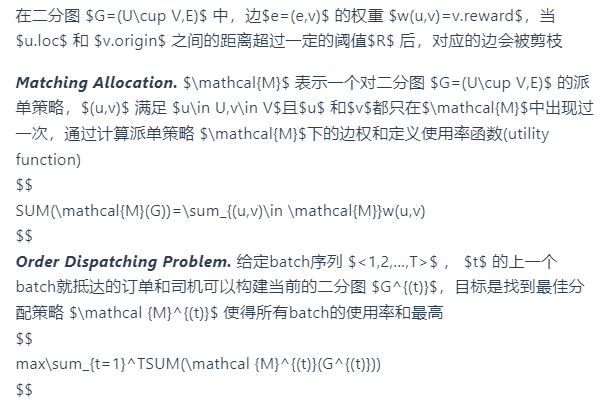 在二分图 $G=(U\cup V,E)$ 中，边$e=(e,v)$ 的权重 $w(u,v)=v.reward$，当
$u.loc$ 和 $v.origin$ 之间的距离超过一定的阈值$R$ 后，对应的边会被剪枝
Matching Allocation. $\mathcal{M}$ 表示一个对二分图 $G=(U\cup V,E)$ 的派
单策略，$(u,v)$ 满足 $u\in U,v\in V$且$u$ 和$v$都只在$\mathcal{M}$中出现过
一次，通过计算派单策略 $\mathcal{M}$下的边权和定义使用率函数(utility
function)
$$
SUM(\mathcal{M}(G))=\sum_{(u,v)\in \mathcal{M}}w(u,v)
$$
Order Dispatching Problem. 给定batch序列 $<1,2,...,T>$ ， $t$ 的上一个
batch就抵达的订单和司机可以构建当前的二分图 $G^{(t)}$，目标是找到最佳分
配策略 $\mathcal {M}^{(t)}$ 使得所有batch的使用率和最高
$$
max\sum_{t=1}^TSUM(\mathcal {M}^{(t)}(G^{(t)}))
$$